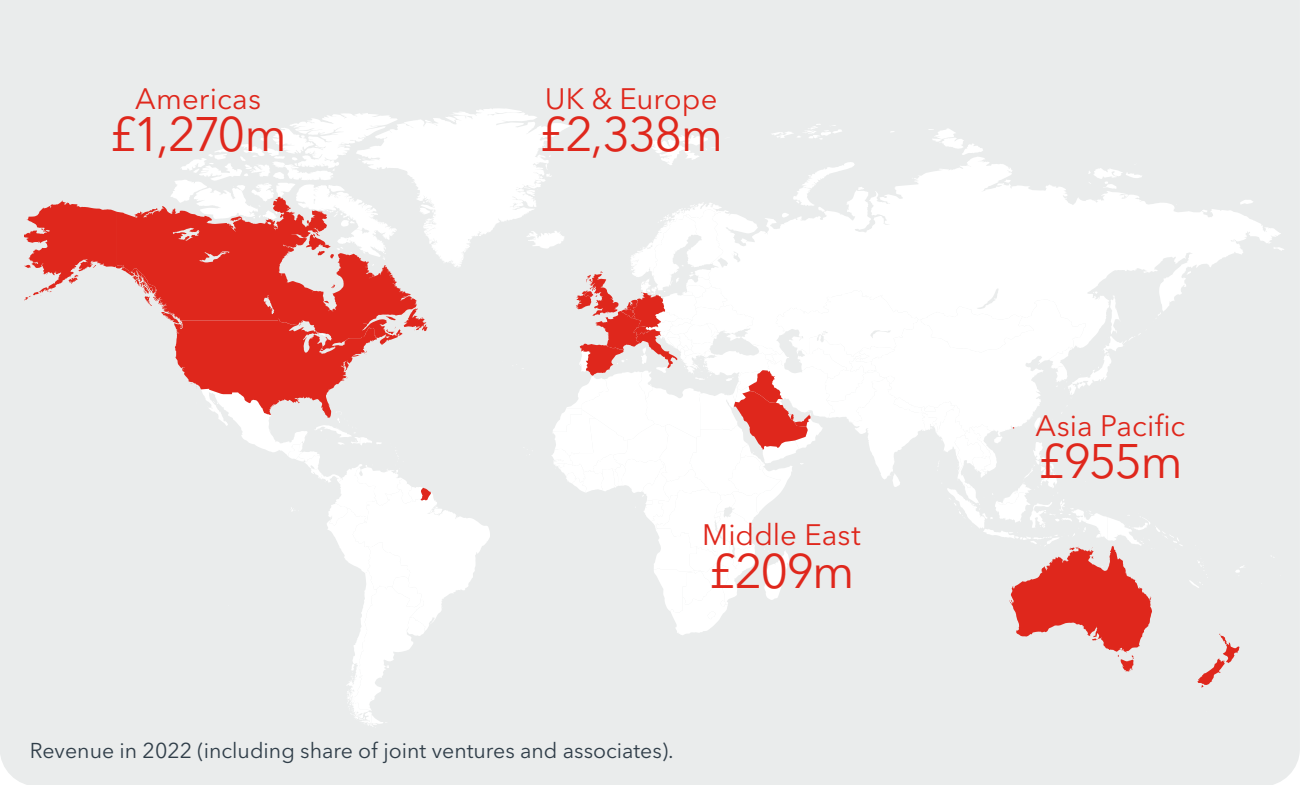 Americas
£1,270m
UK & Europe
£2,338m
Asia Pacific
£955m
Middle East
£209m
Revenue in 2022 (including share of joint ventures and associates).